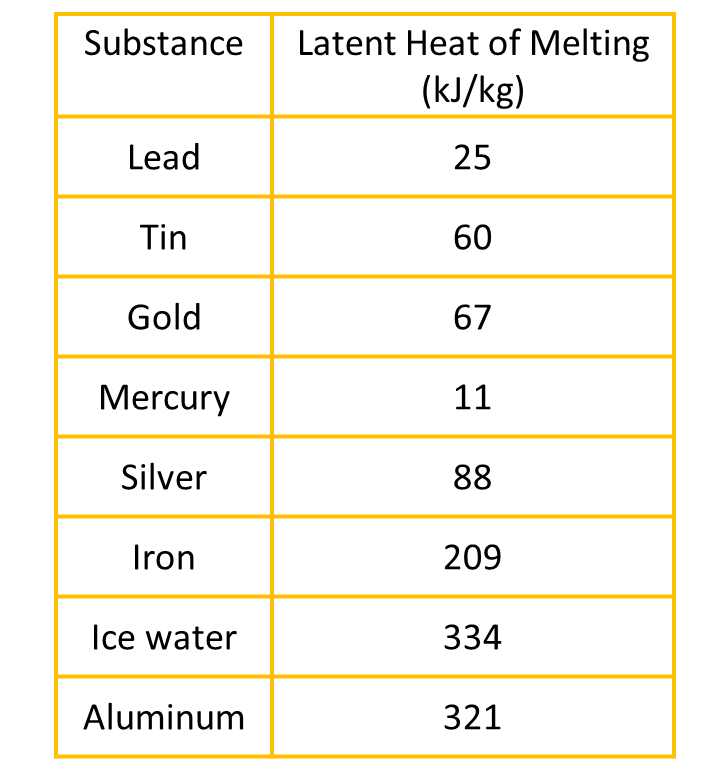 Substance
Latent Heat of Melting
(kJ/kg)
Lead 25
Tin 60
Gold 67
Mercury 11
Silver 88
Iron 209
Ice water 334
Aluminum 321